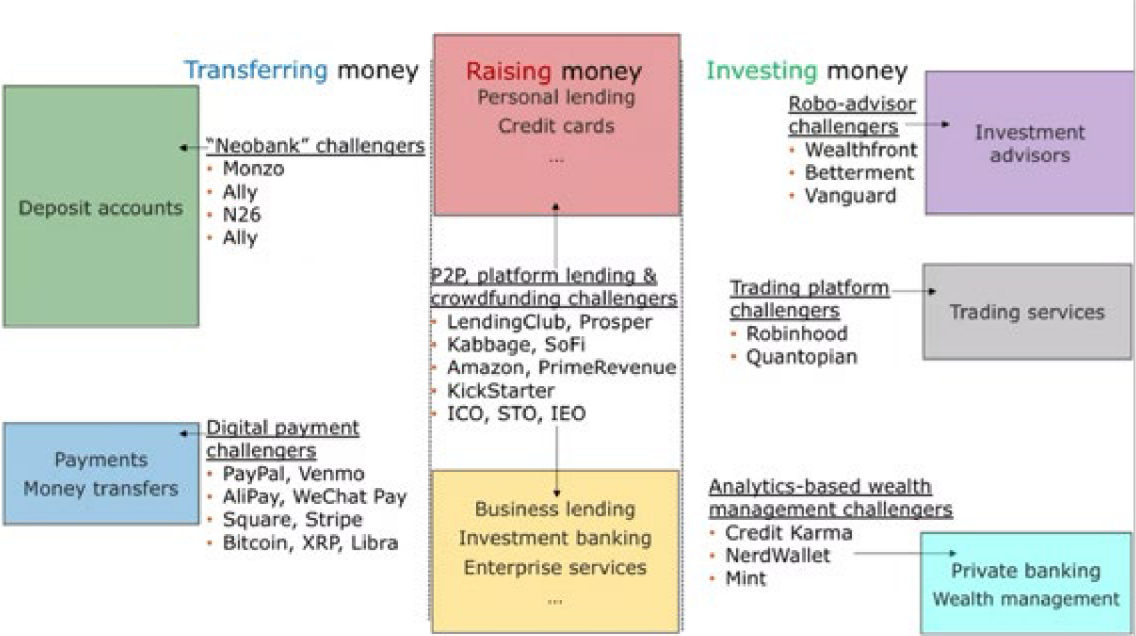 Transferring money
Deposit accounts
"Neobank" challengers
• Monzo
• Ally
• N26
• Ally
Payments
Money transfers
Digital payment
challengers
• PayPal, Venmo
• AliPay, WeChat Pay
• Square, Stripe
• Bitcoin, XRP, Libra
Raising money
Personal lending
Credit cards
...
P2P, platform lending &
crowdfunding challengers
• LendingClub, Prosper
• Kabbage, SoFi
• Amazon, PrimeRevenue
• KickStarter
• ICO, STO, IEO
Business lending
Investment banking
Enterprise services
...
Investing money
Robo-advisor
challengers
• Wealthfront
• Betterment
• Vanguard
Investment
advisors
Trading platform
challengers
• Robinhood
• Quantopian
Trading services
Analytics-based wealth
management challengers
• Credit Karma
• NerdWallet
• Mint
Private banking
Wealth management